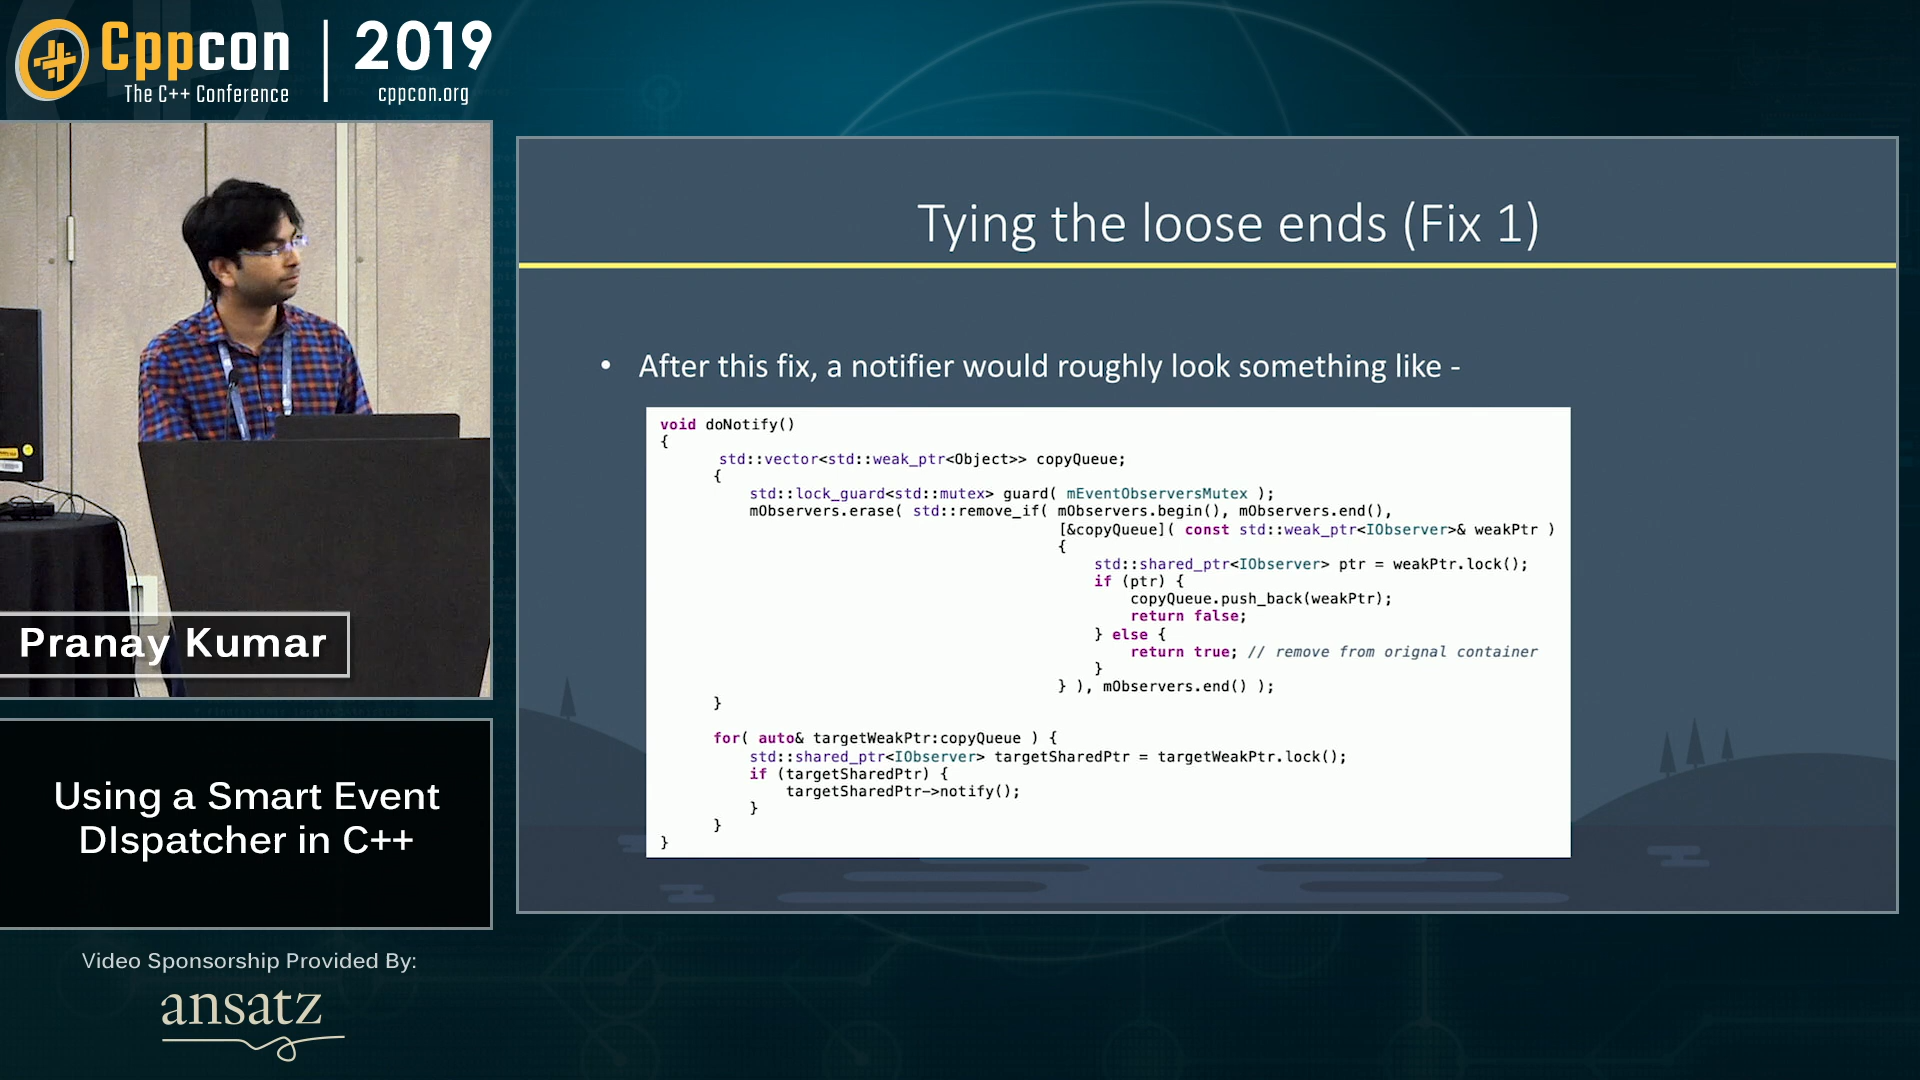 Cppcon
The C++ Conference
2019
cppcon.org
Pranay Kumar
Using a Smart Event
DIspatcher in C++
Video Sponsorship Provided By:
ansatz
Tying the loose ends (Fix 1)
• After this fix, a notifier would roughly look something like -
void doNotify()
{
std::vector<std::weak_ptr<Object>> copyQueue;
{
std::lock_guard<std::mutex> guard( mEventObserversMutex );
mObservers.erase( std::remove_if( mObservers.begin(), mObservers.end(),
[&copyQueue]( const std::weak_ptr<IObserver>& weakPtr )
{
std::shared_ptr<IObserver> ptr = weakPtr.lock();
if (ptr) {
copyQueue.push_back(weakPtr);
return false;
} else {
return true; // remove from orignal container
}
} ), mObservers.end() );
}
for( auto& targetWeakPtr:copyQueue ) {
std::shared_ptr<IObserver> targetSharedPtr = targetWeakPtr.lock();
if (targetSharedPtr) {
targetSharedPtr->notify();
}
}
}